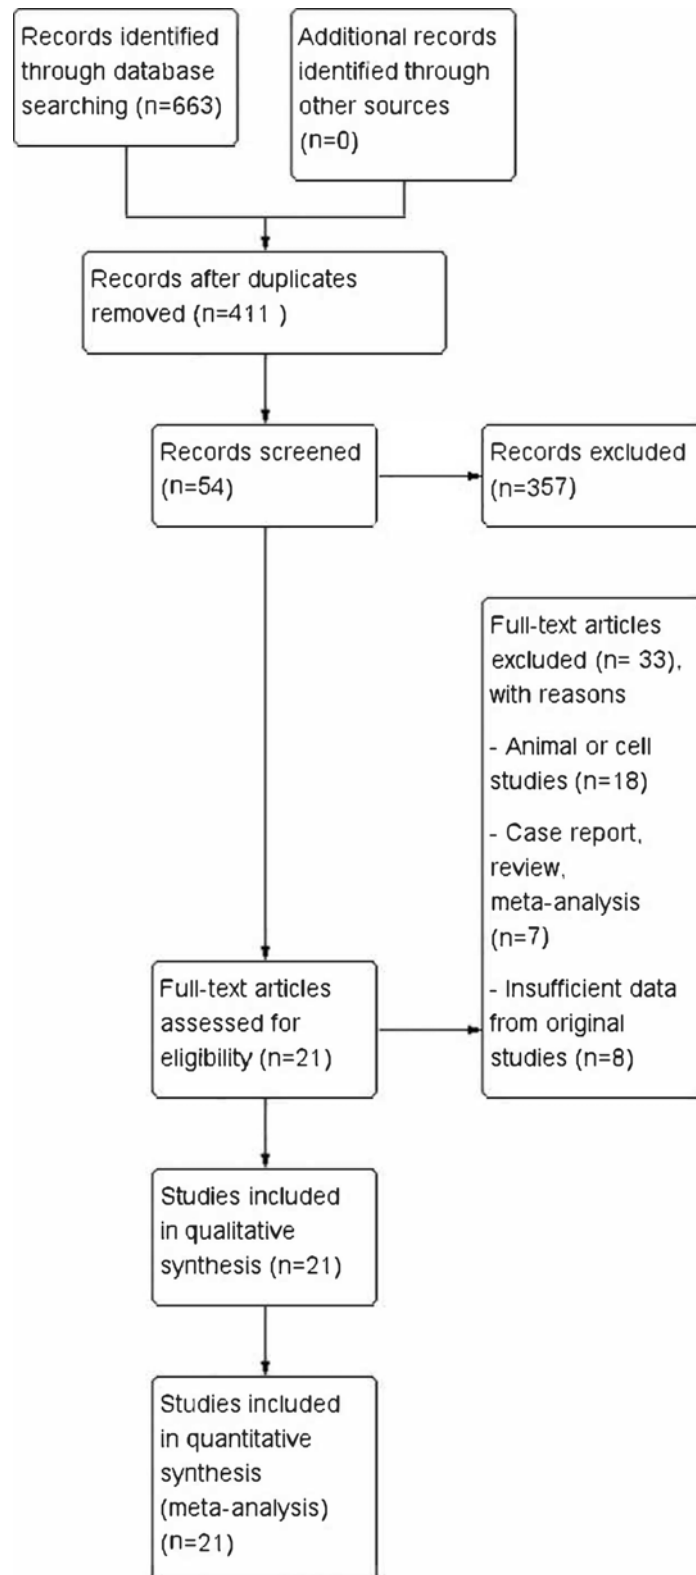 Records identified
through database
searching (n=663)
Additional records
identified through
other sources
(n=0)
Records after duplicates
removed (n=411 )
Records screened
(n=54)
Records excluded
(n=357)
Full-text articles
excluded (n= 33),
with reasons
- Animal or cell
studies (n=18)
- Case report,
review,
meta-analysis
(n=7)
- Insufficient data
from original
studies (n=8)
Full-text articles
assessed for
eligibility (n=21)
Studies included
in qualitative
synthesis (n=21)
Studies included
in quantitative
synthesis
(meta-analysis)
(n=21)